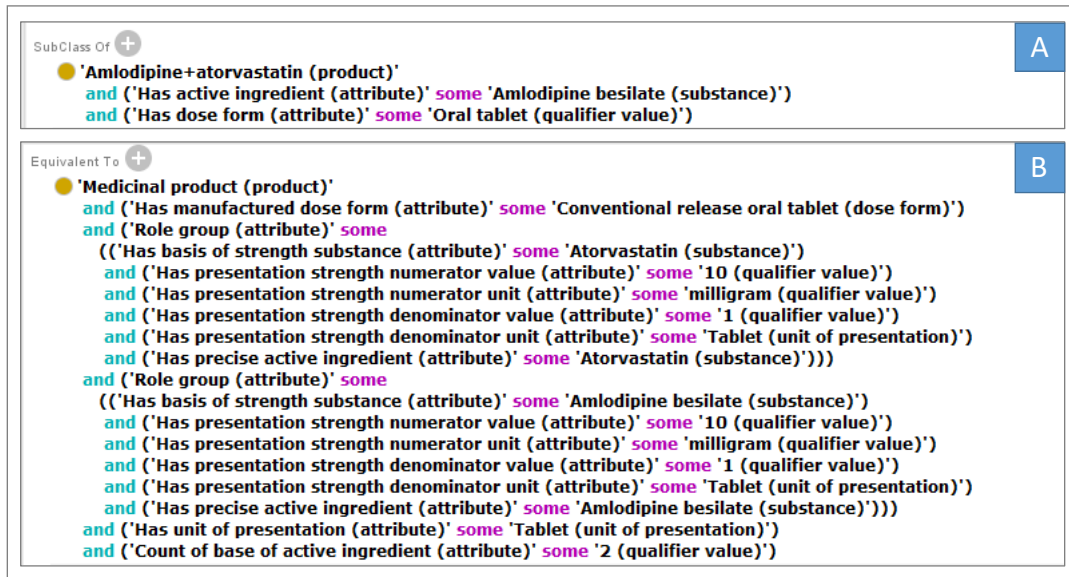 A
SubClass Of +
'Amlodipine+atorvastatin (product)'
and ('Has active ingredient (attribute)' some 'Amlodipine besilate (substance)')
and ('Has dose form (attribute)' some 'Oral tablet (qualifier value)')
B
Equivalent To +
'Medicinal product (product)'
and ('Has manufactured dose form (attribute)' some 'Conventional release oral tablet (dose form)')
and ('Role group (attribute)' some
(('Has basis of strength substance (attribute)' some 'Atorvastatin (substance)')
and ('Has presentation strength numerator value (attribute)' some '10 (qualifier value)')
and ('Has presentation strength numerator unit (attribute)' some 'milligram (qualifier value)')
and ('Has presentation strength denominator value (attribute)' some '1 (qualifier value)')
and ('Has presentation strength denominator unit (attribute)' some 'Tablet (unit of presentation)')
and ('Has precise active ingredient (attribute)' some 'Atorvastatin (substance)')))
and ('Role group (attribute)' some
(('Has basis of strength substance (attribute)' some 'Amlodipine besilate (substance)')
and ('Has presentation strength numerator value (attribute)' some '10 (qualifier value)')
and ('Has presentation strength numerator unit (attribute)' some 'milligram (qualifier value)')
and ('Has presentation strength denominator value (attribute)' some '1 (qualifier value)')
and ('Has presentation strength denominator unit (attribute)' some 'Tablet (unit of presentation)')
and ('Has precise active ingredient (attribute)' some 'Amlodipine besilate (substance)')))
and ('Has unit of presentation (attribute)' some 'Tablet (unit of presentation)')
and ('Count of base of active ingredient (attribute)' some '2 (qualifier value)')